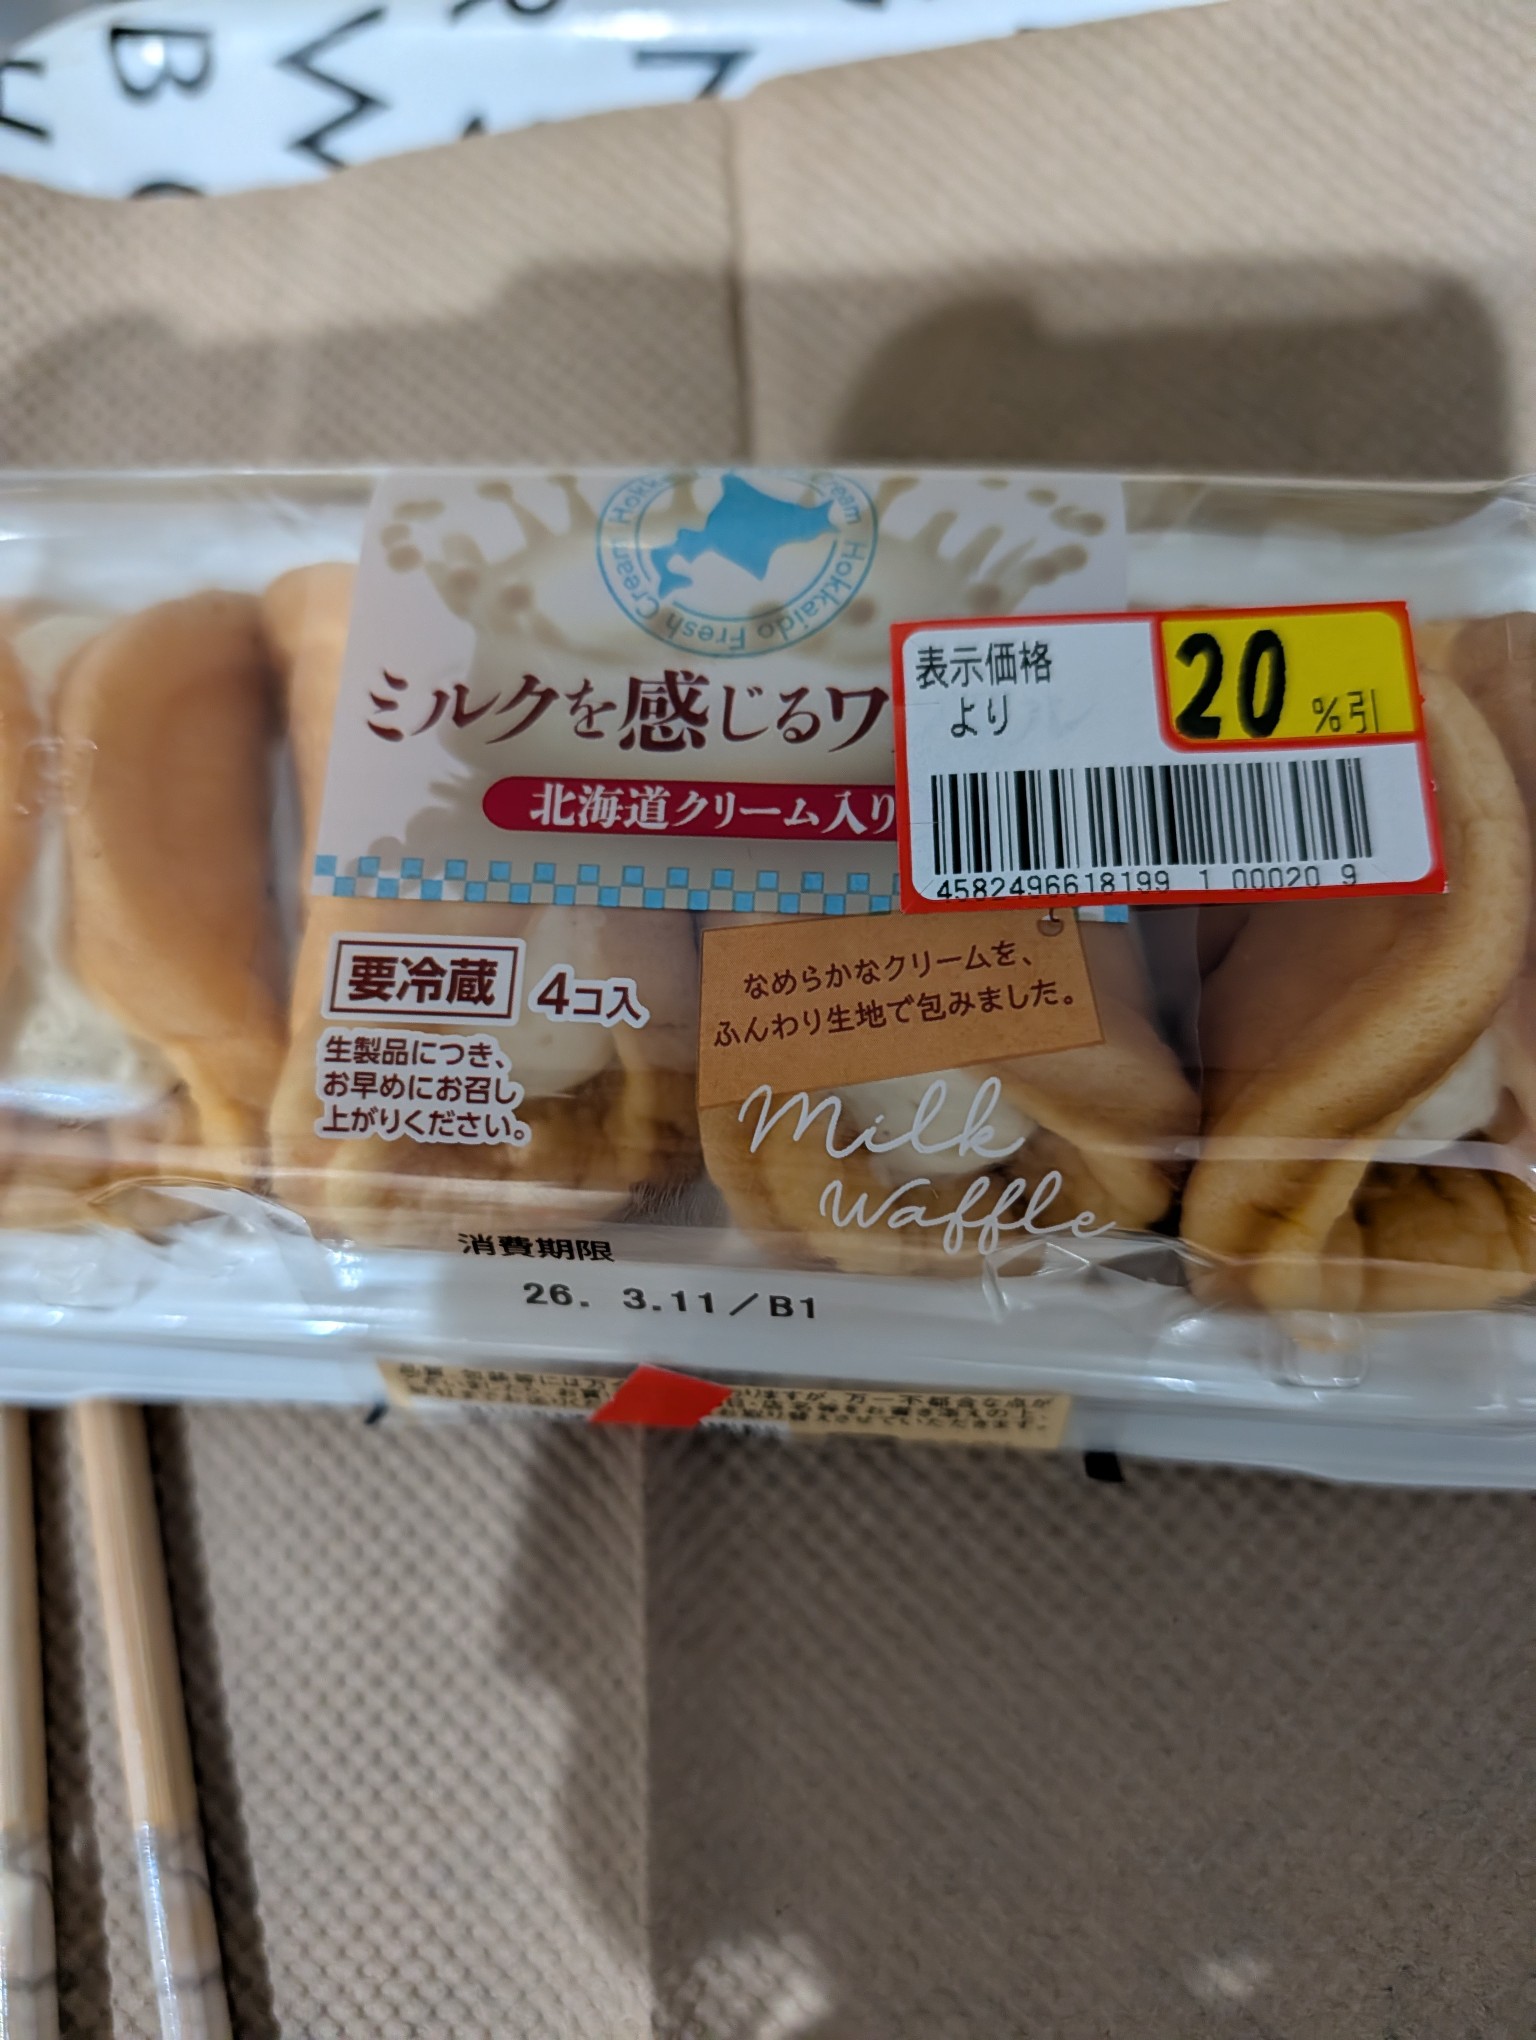 Hokkaido Fresh Cream
ミルクを感じるワ
北海道クリーム入り
表示価格
より
20%引
4582496618199 1 00020 9
要冷蔵
4コ入
生製品につき、
お早めにお召し
上がりください。
なめらかなクリームを、
ふんわり生地で包みました。
Milk
Waffle
消費期限
26. 3.11/B1